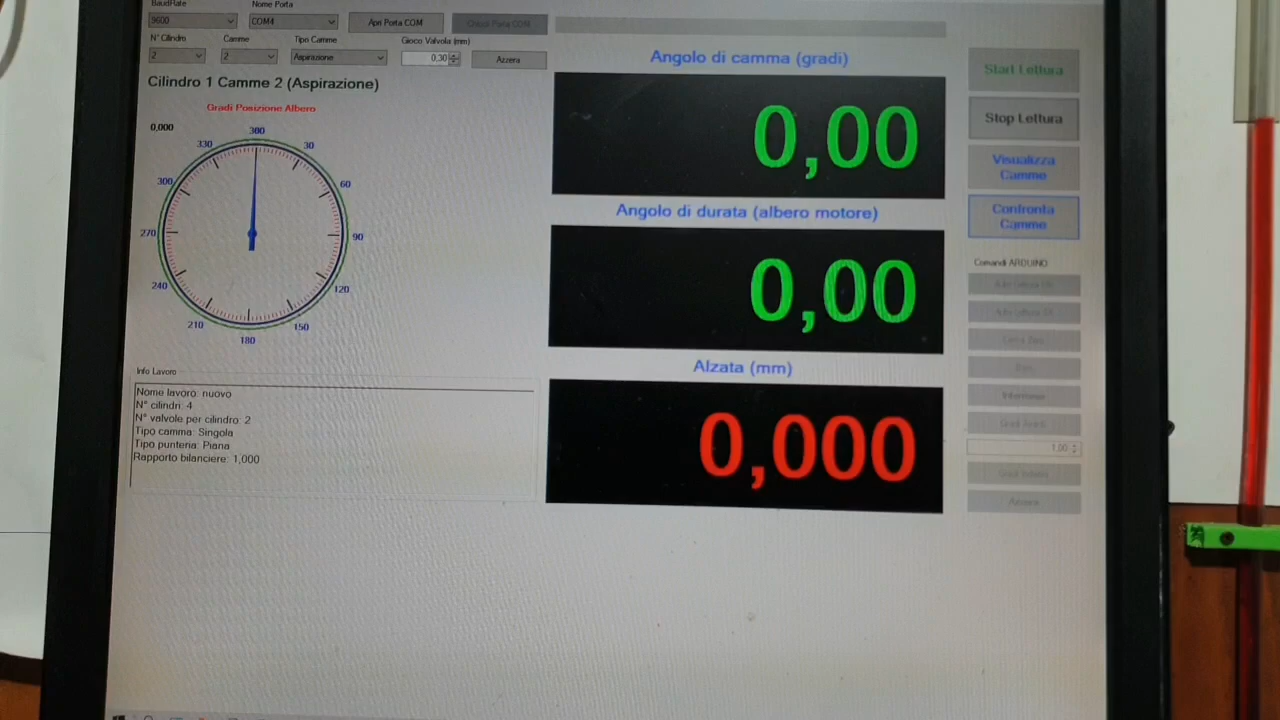 BaudRate
Nome Porta
9600
COM4
Apri Porta COM
Chiudi Porta COM
N° Cilindro
Camme
Tipo Camme
Gioco Valvola (mm)
2
2
Aspirazione
0,30
Azzera
Cilindro 1 Camme 2 (Aspirazione)
Gradi Posizione Albero
0,000
300
330
30
300
60
270
90
240
120
210
150
180
Info Lavoro
Nome lavoro: nuovo
N° cilindri: 4
N° valvole per cilindro: 2
Tipo camma: Singola
Tipo punteria: Piana
Rapporto bilanciere: 1,000
Angolo di camma (gradi)
0,00
Angolo di durata (albero motore)
0,00
Alzata (mm)
0,000
Start Lettura
Stop Lettura
Visualizza
Camme
Confronta
Camme
Comandi ARDUINO
1,00